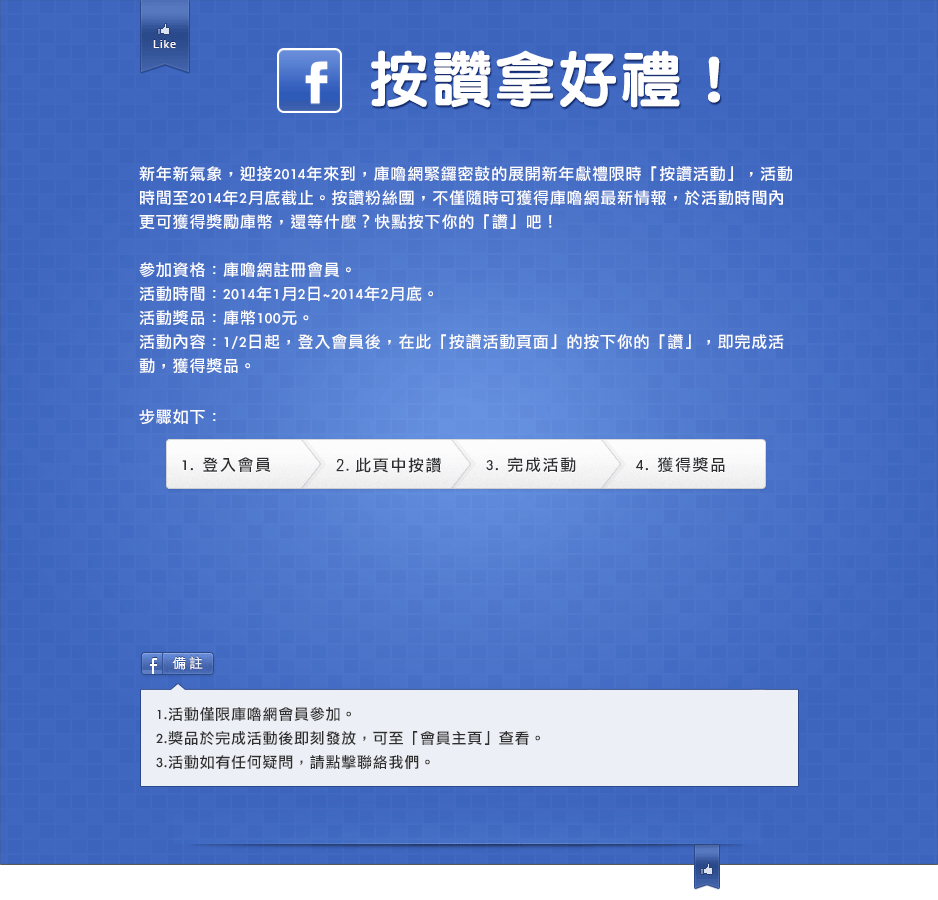 Like
f 按讚拿好禮！
新年新氣象，迎接2014年來到，庫嚕網緊鑼密鼓的展開新年獻禮限時「按讚活動」，活動
時間至2014年2月底截止。按讚粉絲團，不僅隨時可獲得庫嚕網最新情報，於活動時間內
更可獲得獎勵庫幣，還等什麼？快點按下你的「讚」吧！
參加資格：庫嚕網註冊會員。
活動時間：2014年1月2日~2014年2月底。
活動獎品：庫幣100元。
活動內容：1/2日起，登入會員後，在此「按讚活動頁面」的按下你的「讚」，即完成活
動，獲得獎品。
步驟如下：
1. 登入會員 2. 此頁中按讚 3. 完成活動 4. 獲得獎品
f 備註
1.活動僅限庫嚕網會員參加。
2.獎品於完成活動後即刻發放，可至「會員主頁」查看。
3.活動如有任何疑問，請點擊聯絡我們。